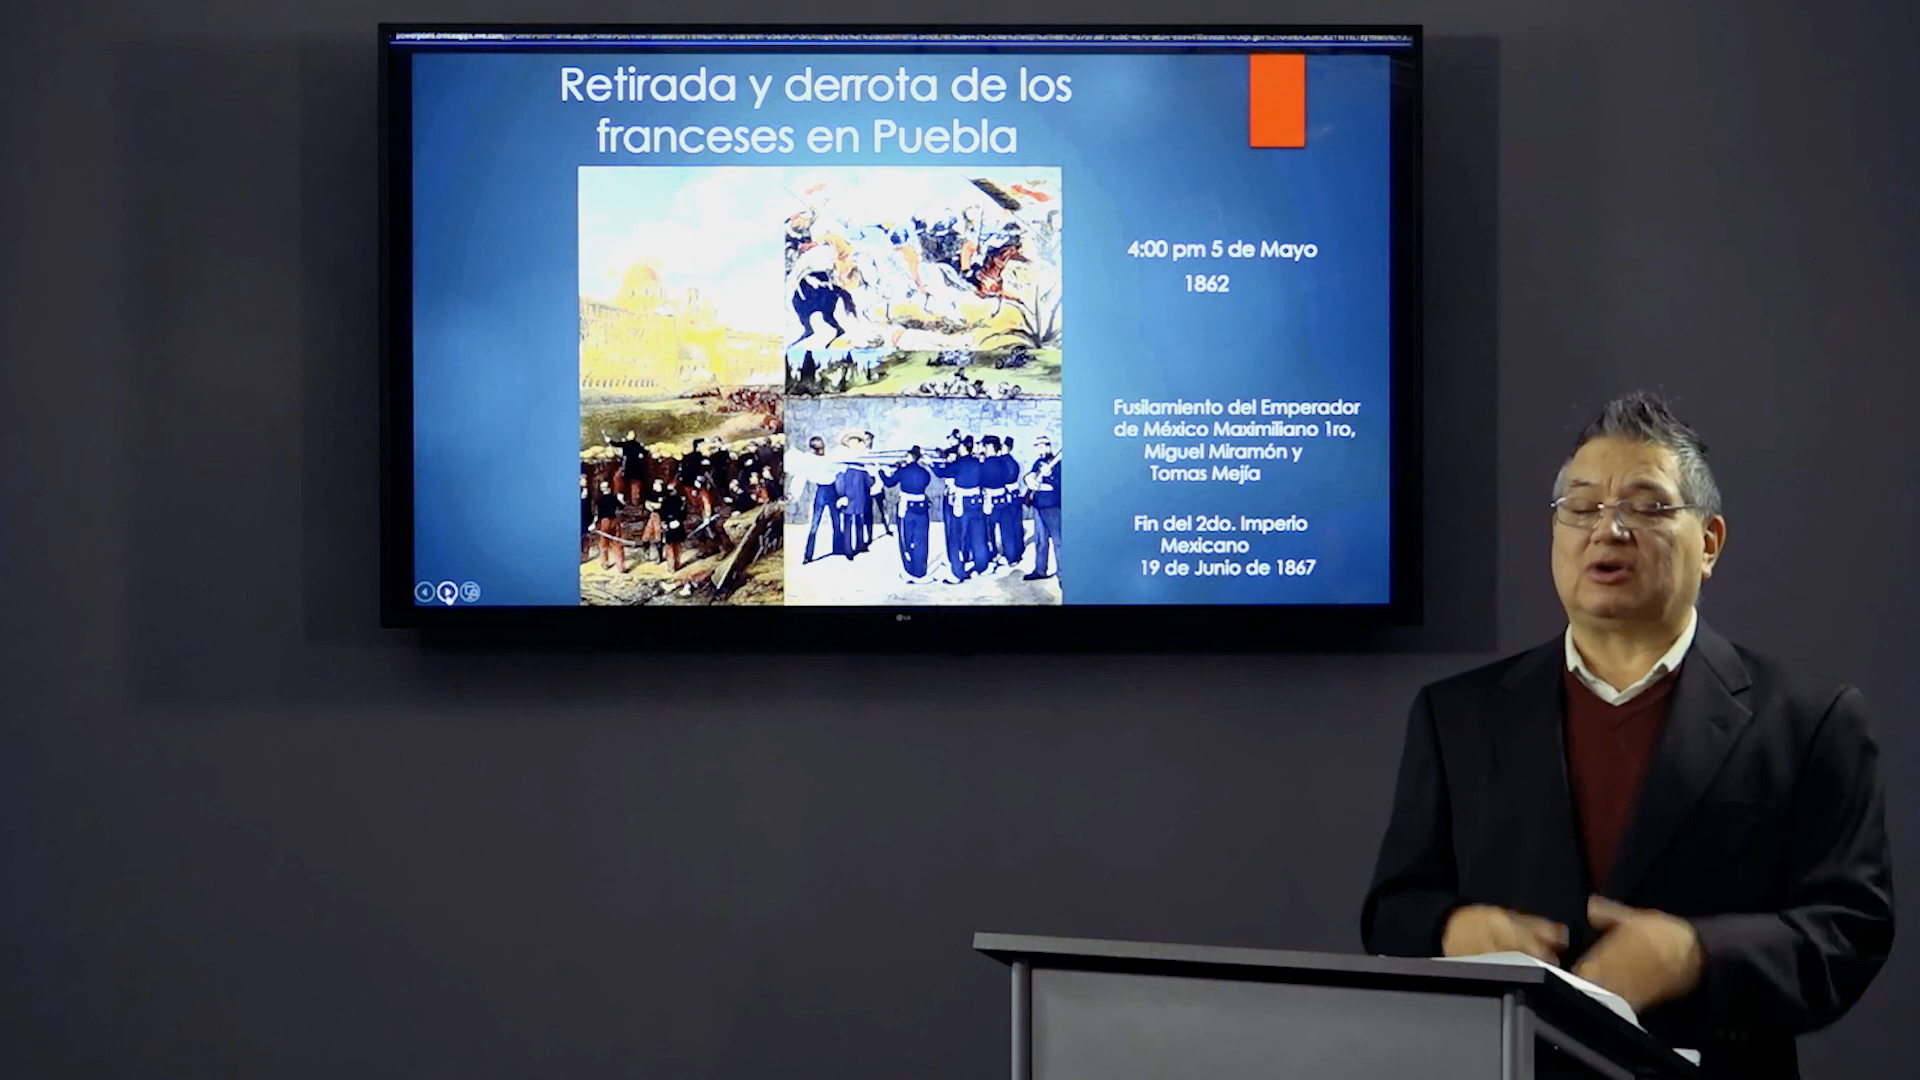 Retirada y derrota de los
franceses en Puebla
4:00 pm 5 de Mayo
1862
Fusilamiento del Emperador
de México Maximiliano 1ro,
Miguel Miramón y
Tomas Mejía
Fin del 2do. Imperio
Mexicano
19 de Junio de 1867
LG